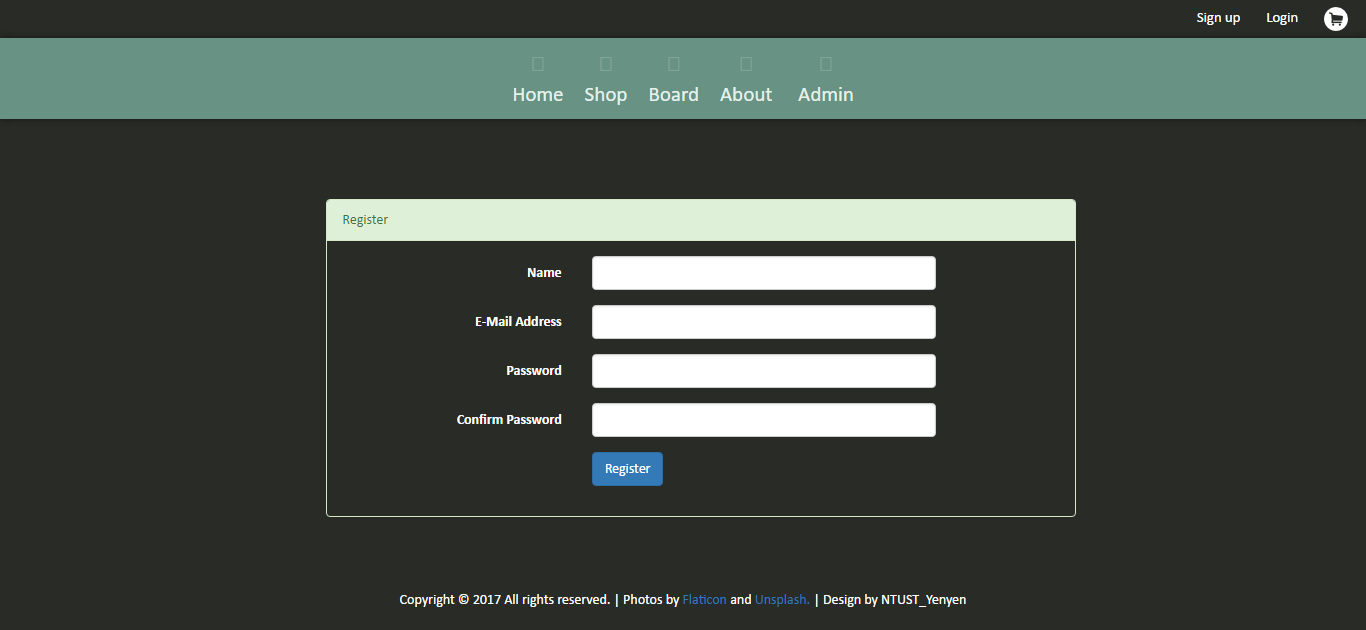 Sign up Login
Home Shop Board About Admin
Register
Name
E-Mail Address
Password
Confirm Password
Register
Copyright © 2017 All rights reserved. | Photos by Flaticon and Unsplash. | Design by NTUST_Yenyen